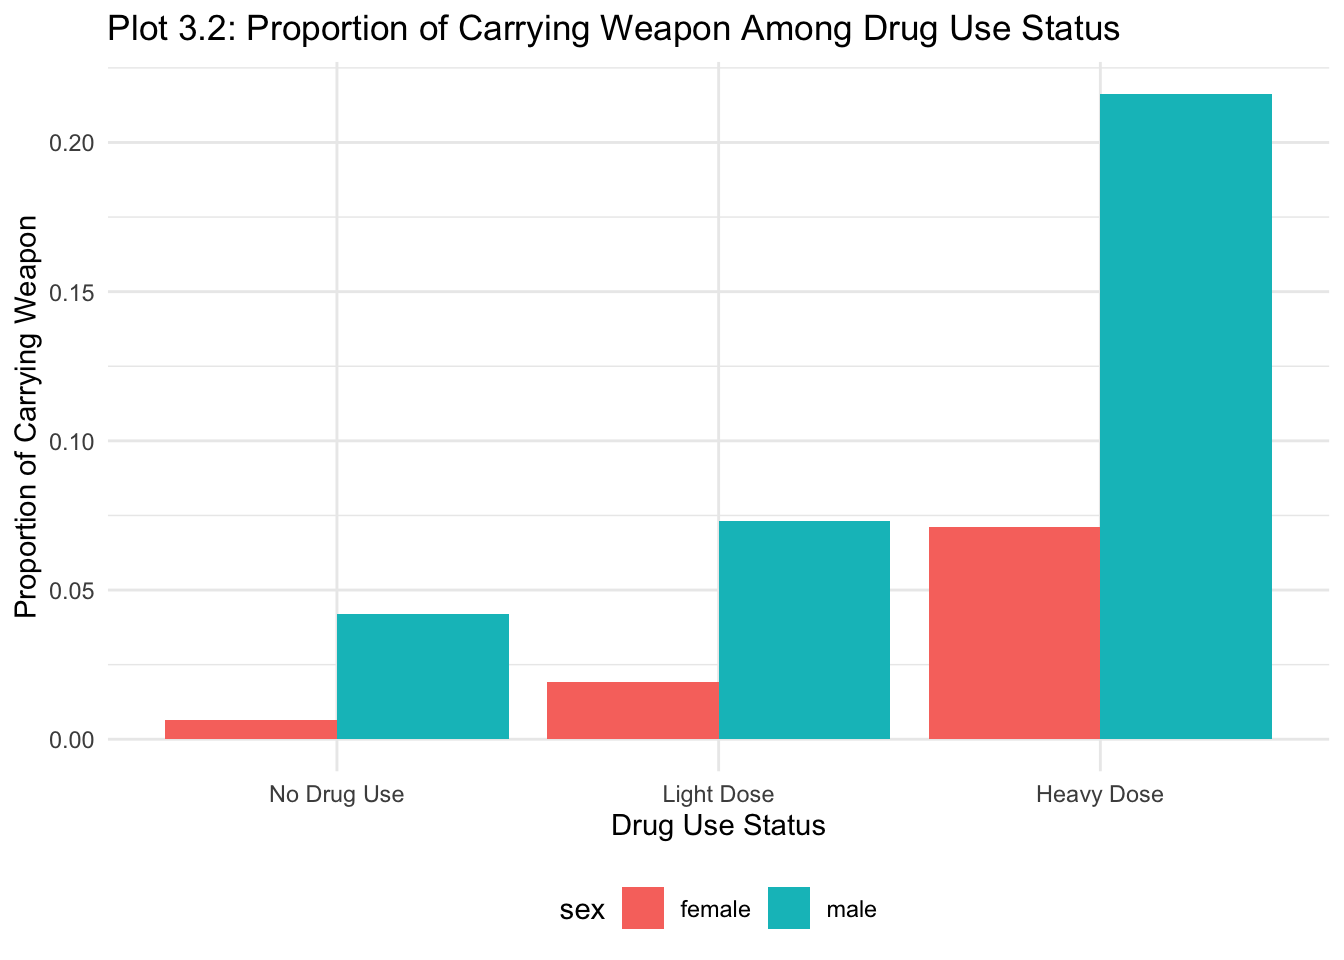 Plot 3.2: Proportion of Carrying Weapon Among Drug Use Status
Proportion of Carrying Weapon
0.20
0.15
0.10
0.05
0.00
No Drug Use
Light Dose
Heavy Dose
Drug Use Status
sex
female
male